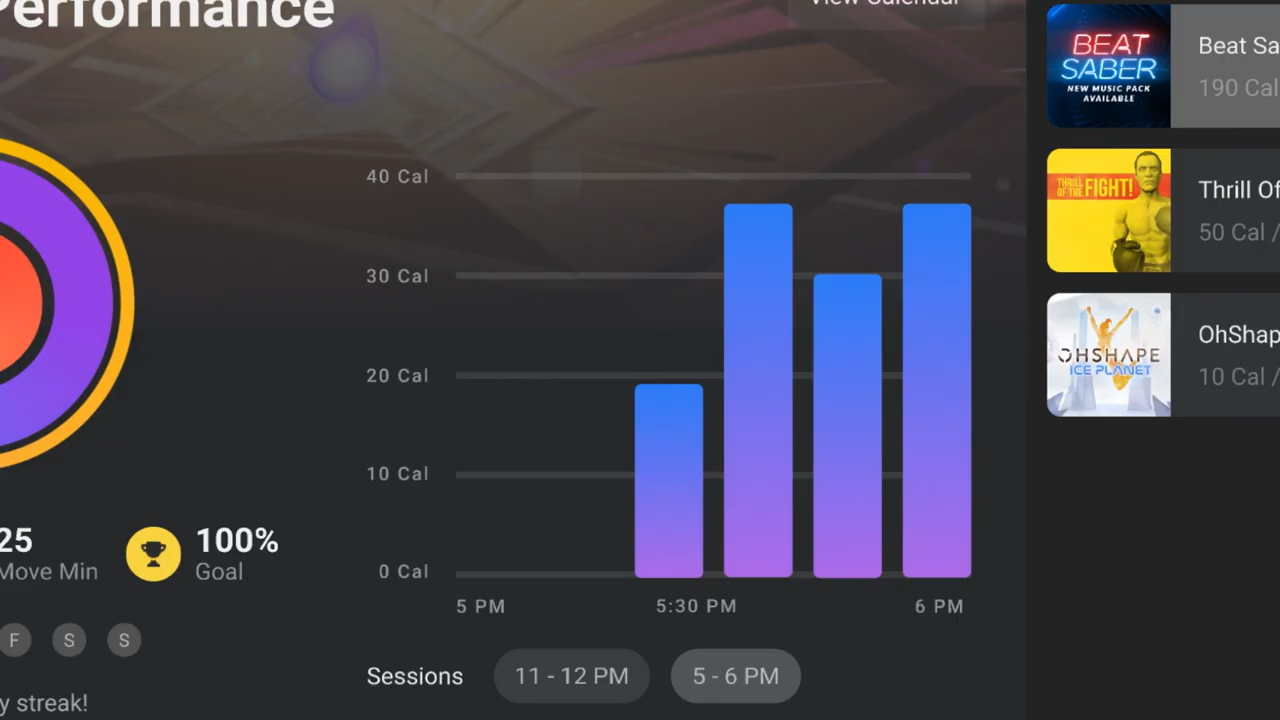 Performance
View Calendar
40 Cal
30 Cal
20 Cal
10 Cal
0 Cal
5 PM
5:30 PM
6 PM
25
Move Min
100%
Goal
F
S
S
y streak!
Sessions
11 - 12 PM
5 - 6 PM
BEAT
SABER
NEW MUSIC PACK
AVAILABLE
Beat Sa
190 Cal
THRILL
OF THE FIGHT!
Thrill Of
50 Cal /
OHSHAPE
ICE PLANET
OhShap
10 Cal /